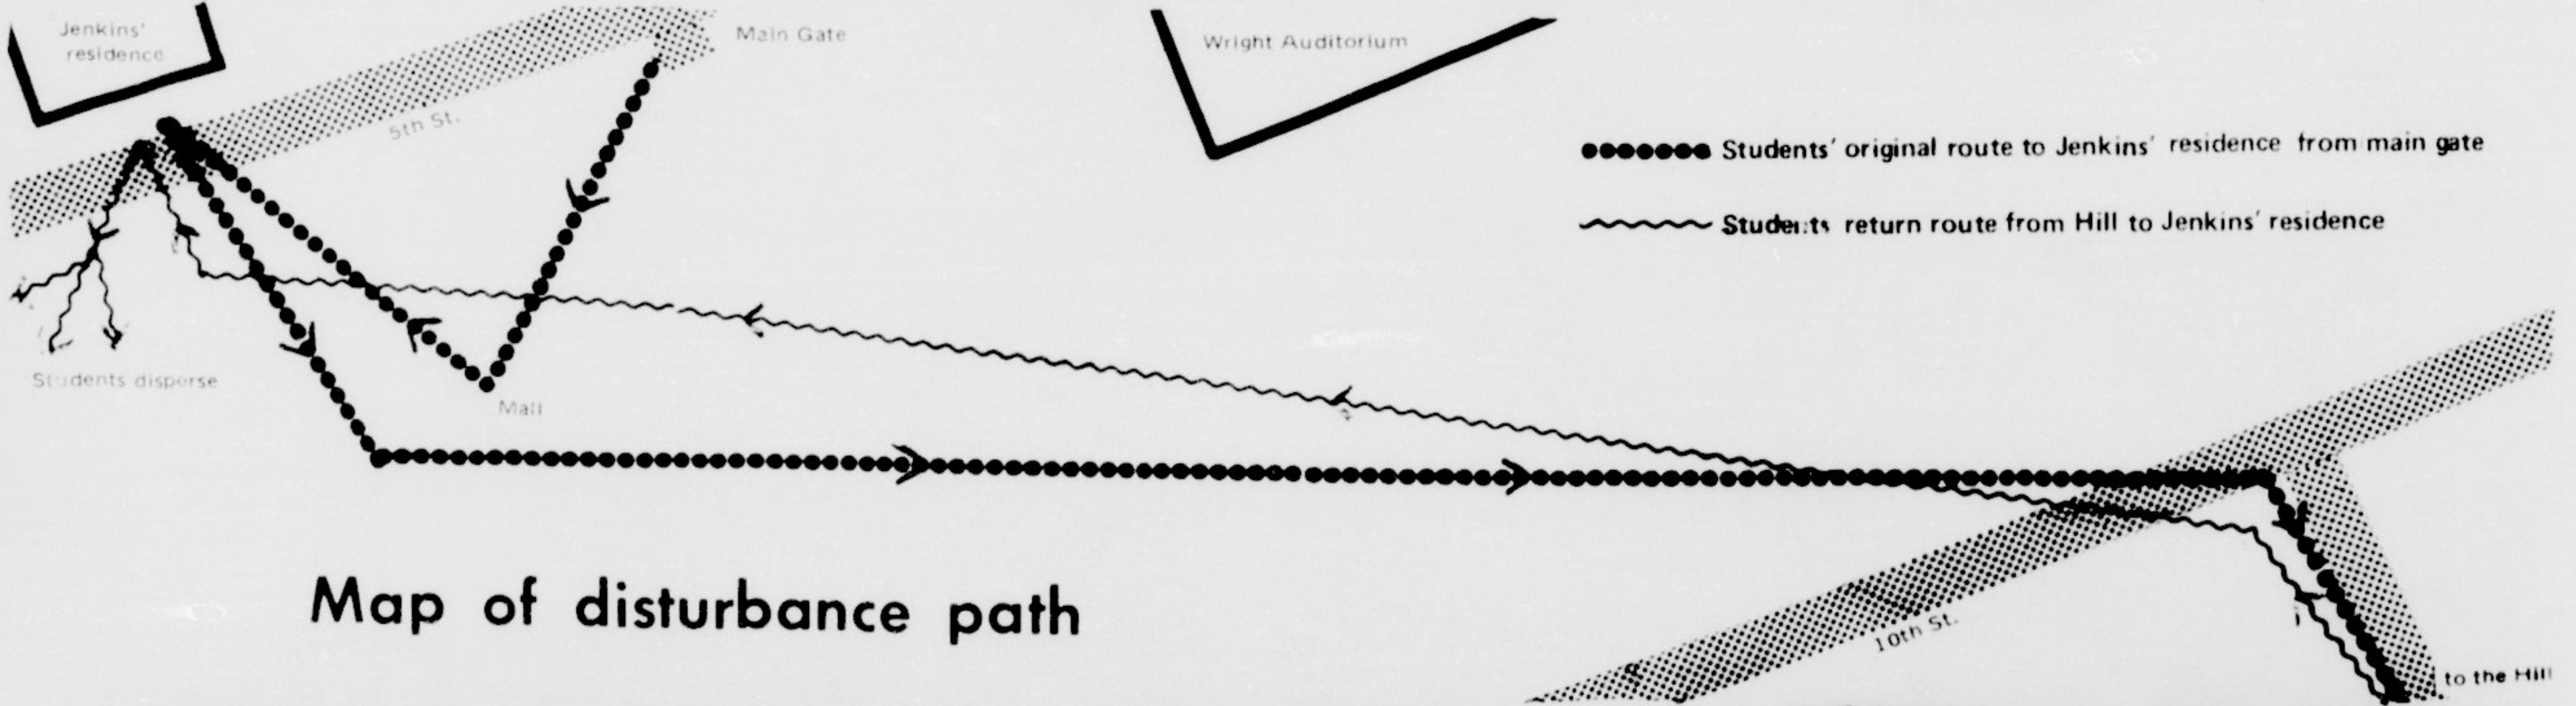 Jenkins'
residence
Main Gate
Wright Auditorium
5th St.
Students' original route to Jenkins' residence from main gate
Students return route from Hill to Jenkins' residence
Students disperse
Mall
Map of disturbance path
10th St.
to the Hill